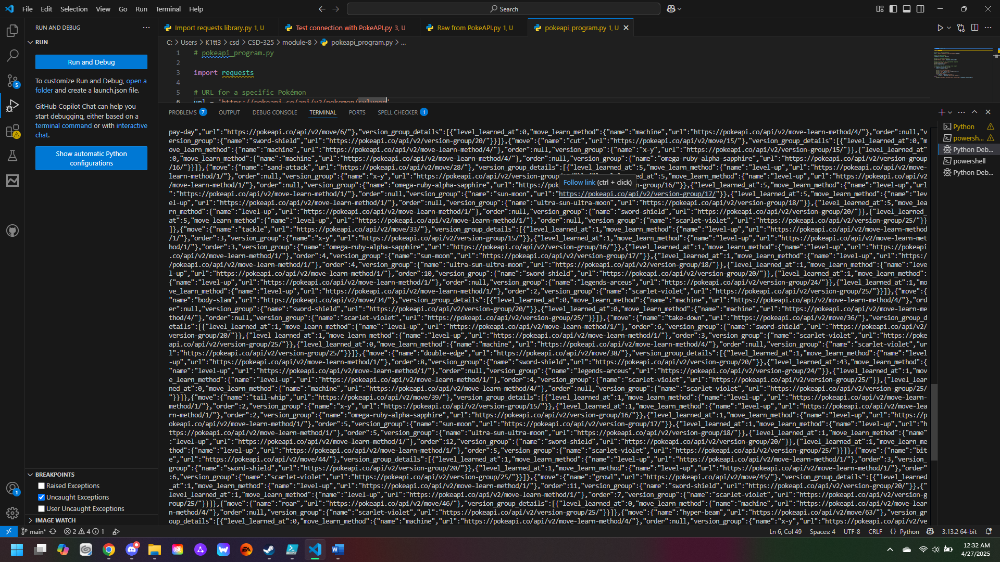 File Edit Selection View Go Run Terminal Help
Search
RUN AND DEBUG
RUN
Run and Debug
To customize Run and Debug, open a
folder and create a launch.json file.
GitHub Copilot Chat can help you
start debugging, either based on a
terminal command or with interactive
chat.
Show automatic Python
configurations
BREAKPOINTS
Raised Exceptions
Uncaught Exceptions
User Uncaught Exceptions
IMAGE WATCH
Import requests library.py 1, U
Test connection with PokeAPI.py 3, U
Raw from PokeAPI.py 1, U
pokeapi_program.py 1, U
C: > Users > K1tt3 > csd > CSD-325 > module-8 > pokeapi_program.py > ...
1 # pokeapi_program.py
2
3 import requests
4
5 # URL for a specific Pokémon
6 url = 'https://pokeapi.co/api/v2/pokemon/sylveon'
PROBLEMS 7 OUTPUT DEBUG CONSOLE TERMINAL PORTS SPELL CHECKER 1
pay-day","url":"https://pokeapi.co/api/v2/move/6/"},"version_group_details":[{"level_learned_at":0,"move_learn_method":{"name":"machine","url":"https://pokeapi.co/api/v2/move-learn-method/4/"},"order":null,"v
ersion_group":{"name":"sword-shield","url":"https://pokeapi.co/api/v2/version-group/20/"}}]},{"move":{"name":"cut","url":"https://pokeapi.co/api/v2/move/15/"},"version_group_details":[{"level_learned_at":0,"m
ove_learn_method":{"name":"machine","url":"https://pokeapi.co/api/v2/move-learn-method/4/"},"order":null,"version_group":{"name":"x-y","url":"https://pokeapi.co/api/v2/version-group/15/"}},{"level_learned_at"
:0,"move_learn_method":{"name":"machine","url":"https://pokeapi.co/api/v2/move-learn-method/4/"},"order":null,"version_group":{"name":"omega-ruby-alpha-sapphire","url":"https://pokeapi.co/api/v2/version-group
/16/"}}]},{"move":{"name":"sand-attack","url":"https://pokeapi.co/api/v2/move/28/"},"version_group_details":[{"level_learned_at":5,"move_learn_method":{"name":"level-up","url":"https://pokeapi.co/api/v2/move-
learn-method/1/"},"order":null,"version_group":{"name":"x-y","url":"https://pokeapi.co/api/v2/version-group ed_at":5,"move_learn_method":{"name":"level-up","url":"https://pokeapi.co/api/v2
/move-learn-method/1/"},"order":null,"version_group":{"name":"omega-ruby-alpha-sapphire","url":"https://pok n-group/16/"}},{"level_learned_at":5,"move_learn_method":{"name":"level-up","u
Follow link (ctrl + click)
rl":"https://pokeapi.co/api/v2/move-learn-method/1/"},"order":null,"version_group":{"name":"sun-moon","url":"https://pokeapi.co/api/v2/version-group/17/"}},{"level_learned_at":5,"move_learn_method":{"name":"lev
el-up","url":"https://pokeapi.co/api/v2/move-learn-method/1/"},"order":null,"version_group":{"name":"ultra-sun-ultra-moon","url":"https://pokeapi.co/api/v2/version-group/18/"}},{"level_learned_at":5,"move_lea
rn_method":{"name":"level-up","url":"https://pokeapi.co/api/v2/move-learn-method/1/"},"order":null,"version_group":{"name":"sword-shield","url":"https://pokeapi.co/api/v2/version-group/20/"}},{"level_learned_
at":5,"move_learn_method":{"name":"level-up","url":"https://pokeapi.co/api/v2/move-learn-method/1/"},"order":null,"version_group":{"name":"scarlet-violet","url":"https://pokeapi.co/api/v2/version-group/25/"}}
]},{"move":{"name":"tackle","url":"https://pokeapi.co/api/v2/move/33/"},"version_group_details":[{"level_learned_at":1,"move_learn_method":{"name":"level-up","url":"https://pokeapi.co/api/v2/move-learn-method
/1/"},"order":3,"version_group":{"name":"x-y","url":"https://pokeapi.co/api/v2/version-group/15/"}},{"level_learned_at":1,"move_learn_method":{"name":"level-up","url":"https://pokeapi.co/api/v2/move-learn-met
hod/1/"},"order":3,"version_group":{"name":"omega-ruby-alpha-sapphire","url":"https://pokeapi.co/api/v2/version-group/16/"}},{"level_learned_at":1,"move_learn_method":{"name":"level-up","url":"https://pokeapi
.co/api/v2/move-learn-method/1/"},"order":4,"version_group":{"name":"sun-moon","url":"https://pokeapi.co/api/v2/version-group/17/"}},{"level_learned_at":1,"move_learn_method":{"name":"level-up","url":"https:/
/pokeapi.co/api/v2/move-learn-method/1/"},"order":4,"version_group":{"name":"ultra-sun-ultra-moon","url":"https://pokeapi.co/api/v2/version-group/18/"}},{"level_learned_at":1,"move_learn_method":{"name":"leve
l-up","url":"https://pokeapi.co/api/v2/move-learn-method/1/"},"order":10,"version_group":{"name":"sword-shield","url":"https://pokeapi.co/api/v2/version-group/20/"}},{"level_learned_at":1,"move_learn_method":
{"name":"level-up","url":"https://pokeapi.co/api/v2/move-learn-method/1/"},"order":null,"version_group":{"name":"legends-arceus","url":"https://pokeapi.co/api/v2/version-group/24/"}},{"level_learned_at":1,"mo
ve_learn_method":{"name":"level-up","url":"https://pokeapi.co/api/v2/move-learn-method/1/"},"order":2,"version_group":{"name":"scarlet-violet","url":"https://pokeapi.co/api/v2/version-group/25/"}}]},{"move":{
"name":"body-slam","url":"https://pokeapi.co/api/v2/move/34/"},"version_group_details":[{"level_learned_at":0,"move_learn_method":{"name":"machine","url":"https://pokeapi.co/api/v2/move-learn-method/4/"},"ord
er":null,"version_group":{"name":"sword-shield","url":"https://pokeapi.co/api/v2/version-group/20/"}},{"level_learned_at":0,"move_learn_method":{"name":"machine","url":"https://pokeapi.co/api/v2/move-learn-me
thod/4/"},"order":null,"version_group":{"name":"scarlet-violet","url":"https://pokeapi.co/api/v2/version-group/25/"}}]},{"move":{"name":"take-down","url":"https://pokeapi.co/api/v2/move/36/"},"version_group_d
etails":[{"level_learned_at":1,"move_learn_method":{"name":"level-up","url":"https://pokeapi.co/api/v2/move-learn-method/1/"},"order":6,"version_group":{"name":"sword-shield","url":"https://pokeapi.co/api/v2/
version-group/20/"}},{"level_learned_at":1,"move_learn_method":{"name":"level-up","url":"https://pokeapi.co/api/v2/move-learn-method/1/"},"order":3,"version_group":{"name":"scarlet-violet","url":"https://poke
api.co/api/v2/version-group/25/"}},{"level_learned_at":0,"move_learn_method":{"name":"machine","url":"https://pokeapi.co/api/v2/move-learn-method/4/"},"order":null,"version_group":{"name":"scarlet-violet","ur
l":"https://pokeapi.co/api/v2/version-group/25/"}}]},{"move":{"name":"double-edge","url":"https://pokeapi.co/api/v2/move/38/"},"version_group_details":[{"level_learned_at":1,"move_learn_method":{"name":"level
-up","url":"https://pokeapi.co/api/v2/move-learn-method/1/"},"order":8,"version_group":{"name":"sword-shield","url":"https://pokeapi.co/api/v2/version-group/20/"}},{"level_learned_at":43,"move_learn_method":{
"name":"level-up","url":"https://pokeapi.co/api/v2/move-learn-method/1/"},"order":null,"version_group":{"name":"legends-arceus","url":"https://pokeapi.co/api/v2/version-group/24/"}},{"level_learned_at":1,"mov
e_learn_method":{"name":"level-up","url":"https://pokeapi.co/api/v2/move-learn-method/1/"},"order":4,"version_group":{"name":"scarlet-violet","url":"https://pokeapi.co/api/v2/version-group/25/"}},{"level_lear
ned_at":0,"move_learn_method":{"name":"machine","url":"https://pokeapi.co/api/v2/move-learn-method/4/"},"order":null,"version_group":{"name":"scarlet-violet","url":"https://pokeapi.co/api/v2/version-group/25/
"}}]},{"move":{"name":"tail-whip","url":"https://pokeapi.co/api/v2/move/39/"},"version_group_details":[{"level_learned_at":1,"move_learn_method":{"name":"level-up","url":"https://pokeapi.co/api/v2/move-learn-
method/1/"},"order":2,"version_group":{"name":"x-y","url":"https://pokeapi.co/api/v2/version-group/15/"}},{"level_learned_at":1,"move_learn_method":{"name":"level-up","url":"https://pokeapi.co/api/v2/move-lea
rn-method/1/"},"order":2,"version_group":{"name":"omega-ruby-alpha-sapphire","url":"https://pokeapi.co/api/v2/version-group/16/"}},{"level_learned_at":1,"move_learn_method":{"name":"level-up","url":"https://p
okeapi.co/api/v2/move-learn-method/1/"},"order":5,"version_group":{"name":"sun-moon","url":"https://pokeapi.co/api/v2/version-group/17/"}},{"level_learned_at":1,"move_learn_method":{"name":"level-up","url":"h
ttps://pokeapi.co/api/v2/move-learn-method/1/"},"order":5,"version_group":{"name":"ultra-sun-ultra-moon","url":"https://pokeapi.co/api/v2/version-group/18/"}},{"level_learned_at":1,"move_learn_method":{"name"
:"level-up","url":"https://pokeapi.co/api/v2/move-learn-method/1/"},"order":12,"version_group":{"name":"sword-shield","url":"https://pokeapi.co/api/v2/version-group/20/"}},{"level_learned_at":1,"move_learn_me
thod":{"name":"level-up","url":"https://pokeapi.co/api/v2/move-learn-method/1/"},"order":5,"version_group":{"name":"scarlet-violet","url":"https://pokeapi.co/api/v2/version-group/25/"}}]},{"move":{"name":"bit
e","url":"https://pokeapi.co/api/v2/move/44/"},"version_group_details":[{"level_learned_at":1,"move_learn_method":{"name":"level-up","url":"https://pokeapi.co/api/v2/move-learn-method/1/"},"order":3,"version_
group":{"name":"sword-shield","url":"https://pokeapi.co/api/v2/version-group/20/"}},{"level_learned_at":1,"move_learn_method":{"name":"level-up","url":"https://pokeapi.co/api/v2/move-learn-method/1/"},"order"
:6,"version_group":{"name":"scarlet-violet","url":"https://pokeapi.co/api/v2/version-group/25/"}}]},{"move":{"name":"growl","url":"https://pokeapi.co/api/v2/move/45/"},"version_group_details":[{"level_learned
_at":1,"move_learn_method":{"name":"level-up","url":"https://pokeapi.co/api/v2/move-learn-method/1/"},"order":11,"version_group":{"name":"sword-shield","url":"https://pokeapi.co/api/v2/version-group/20/"}},{"
level_learned_at":1,"move_learn_method":{"name":"level-up","url":"https://pokeapi.co/api/v2/move-learn-method/1/"},"order":7,"version_group":{"name":"scarlet-violet","url":"https://pokeapi.co/api/v2/version-g
roup/25/"}}]},{"move":{"name":"roar","url":"https://pokeapi.co/api/v2/move/46/"},"version_group_details":[{"level_learned_at":0,"move_learn_method":{"name":"machine","url":"https://pokeapi.co/api/v2/move-lear
n-method/4/"},"order":null,"version_group":{"name":"scarlet-violet","url":"https://pokeapi.co/api/v2/version-group/25/"}}]},{"move":{"name":"hyper-beam","url":"https://pokeapi.co/api/v2/move/63/"},"version_gr
oup_details":[{"level_learned_at":0,"move_learn_method":{"name":"machine","url":"https://pokeapi.co/api/v2/move-learn-method/4/"},"order":null,"version_group":{"name":"x-y","url":"https://pokeapi.co/api/v2/ve
Python
powersh...
Python Deb...
powershell
Python Deb...
5
1
main* 2 4 1
Ln 6, Col 49 Spaces: 4 UTF-8 CRLF {} Python 3.13.2 64-bit
EA
12:32 AM
4/27/2025